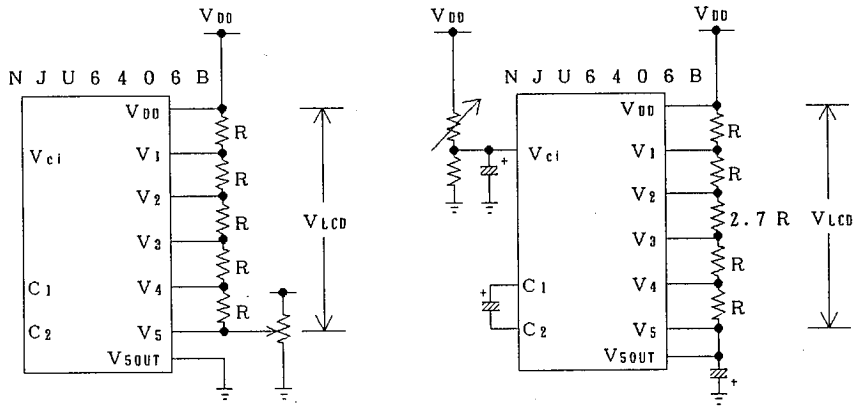 VDD
NJU6406B
VDD
R
Vci
V1
R
V2
R
VLCD
V3
R
C1
V4
R
C2
V5
V5OUT
VDD
VDD
NJU6406B
VDD
R
Vci
V1
R
V2
2.7R
VLCD
V3
R
C1
V4
R
C2
V5
V5OUT
+
+
+